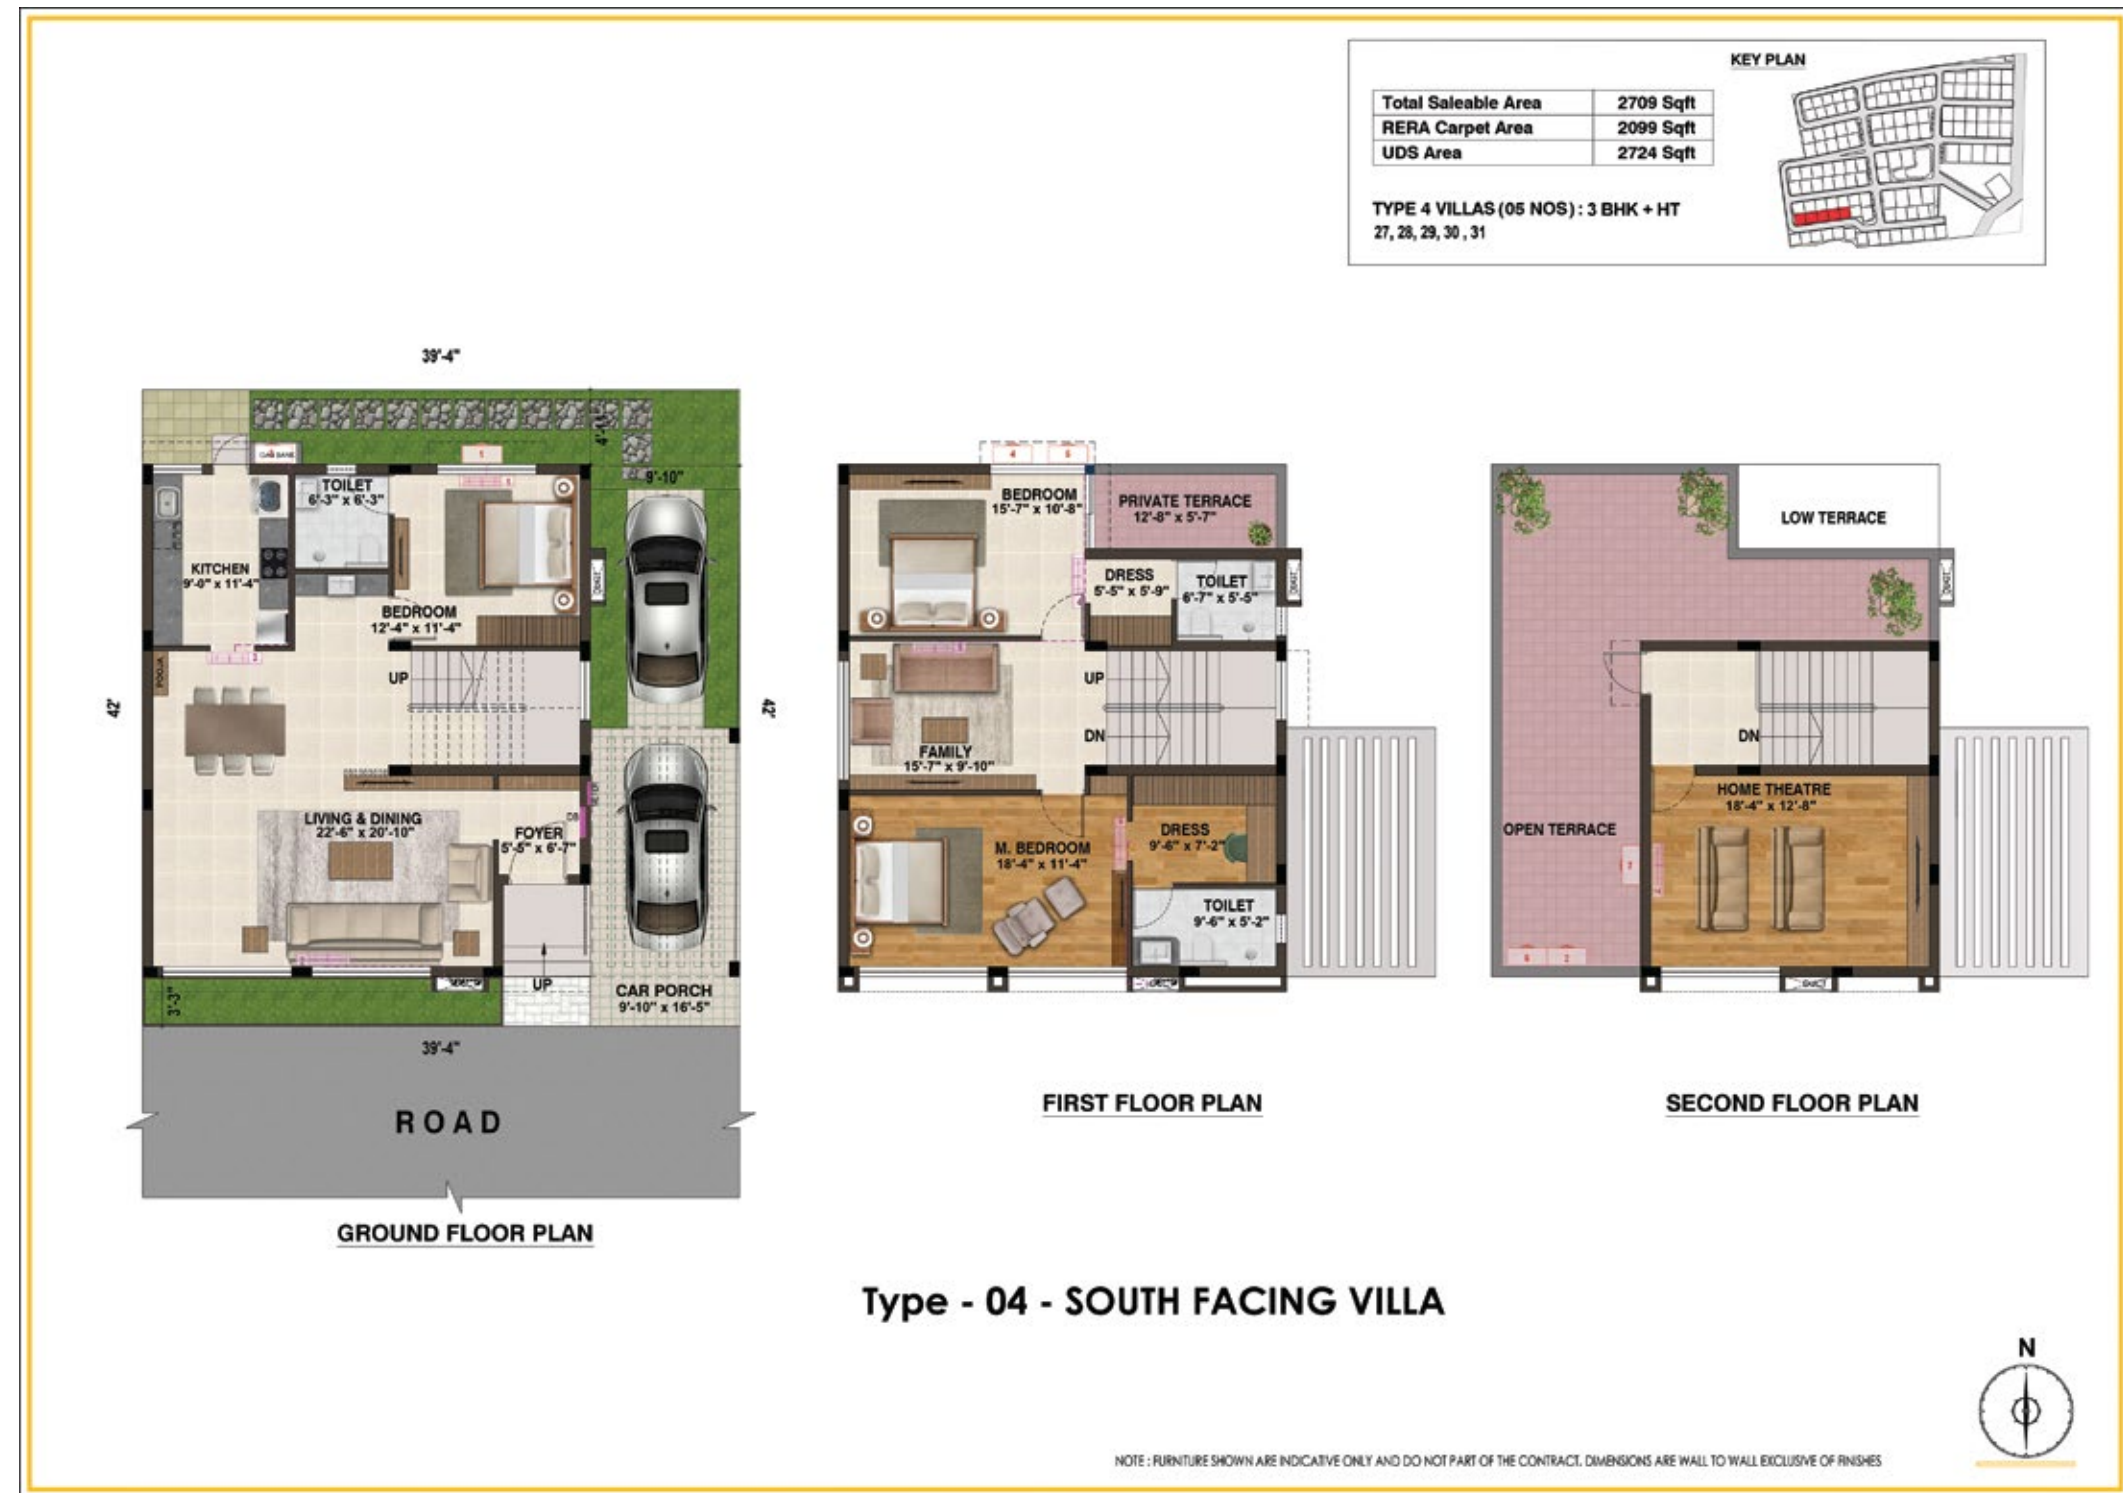 KEY PLAN
Total Saleable Area 2709 Sqft
RERA Carpet Area 2099 Sqft
UDS Area 2724 Sqft
TYPE 4 VILLAS (05 NOS) : 3 BHK + HT
27, 28, 29, 30 , 31
39'-4"
42'
42'
9'-10"
TOILET
6'-3" x 6'-3"
KITCHEN
9'-0" x 11'-4"
BEDROOM
12'-4" x 11'-4"
POOJA
UP
LIVING & DINING
22'-6" x 20'-10"
FOYER
5'-5" x 6'-7"
DB
UP
CAR PORCH
9'-10" x 16'-5"
3'-3"
39'-4"
ROAD
GROUND FLOOR PLAN
4
BEDROOM
15'-7" x 10'-8"
PRIVATE TERRACE
12'-8" x 5'-7"
DRESS
5'-5" x 5'-9"
TOILET
6'-7" x 5'-5"
DUCT
UP
DN
FAMILY
15'-7" x 9'-10"
M. BEDROOM
18'-4" x 11'-4"
DRESS
9'-6" x 7'-2"
TOILET
9'-6" x 5'-2"
FIRST FLOOR PLAN
LOW TERRACE
DUCT
DN
HOME THEATRE
18'-4" x 12'-8"
OPEN TERRACE
DUCT
SECOND FLOOR PLAN
Type - 04 - SOUTH FACING VILLA
N
NOTE : FURNITURE SHOWN ARE INDICATIVE ONLY AND DO NOT PART OF THE CONTRACT. DIMENSIONS ARE WALL TO WALL EXCLUSIVE OF FINISHES